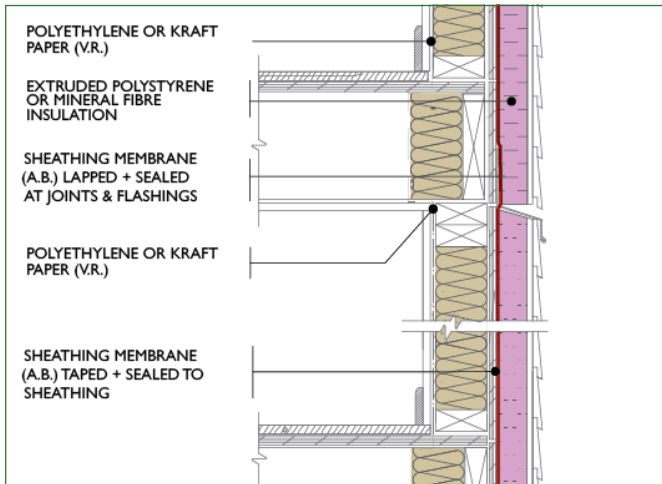 POLYETHYLENE OR KRAFT
PAPER (V.R.)
EXTRUDED POLYSTYRENE
OR MINERAL FIBRE
INSULATION
SHEATHING MEMBRANE
(A.B.) LAPPED + SEALED
AT JOINTS & FLASHINGS
POLYETHYLENE OR KRAFT
PAPER (V.R.)
SHEATHING MEMBRANE
(A.B.) TAPED + SEALED TO
SHEATHING